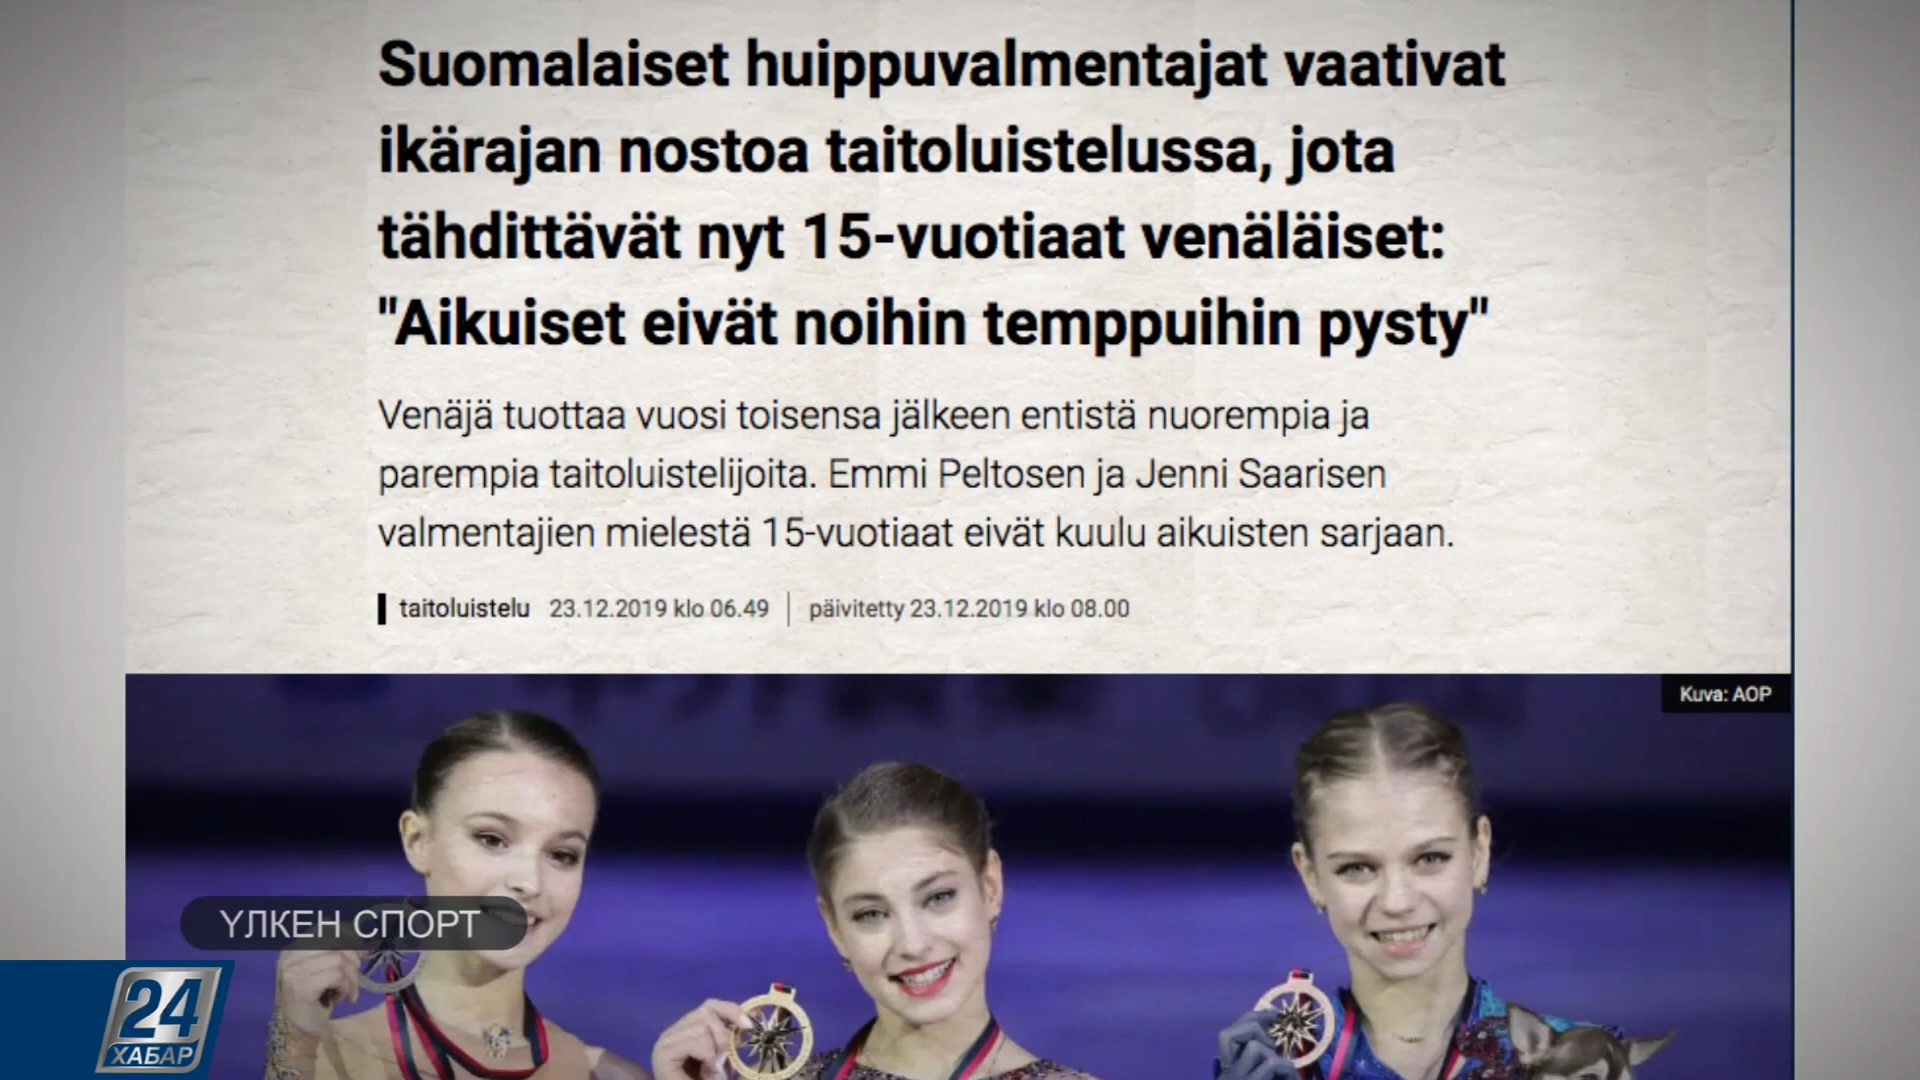 Suomalaiset huippuvalmentajat vaativat
ikärajan nostoa taitoluistelussa, jota
tähdittävät nyt 15-vuotiaat venäläiset:
"Aikuiset eivät noihin temppuihin pysty"
Venäjä tuottaa vuosi toisensa jälkeen entistä nuorempia ja
parempia taitoluistelijoita. Emmi Peltosen ja Jenni Saarisen
valmentajien mielestä 15-vuotiaat eivät kuulu aikuisten sarjaan.
taitoluistelu 23.12.2019 klo 06.49 | päivitetty 23.12.2019 klo 08.00
Kuva: AOP
ҮЛКЕН СПОРТ
24
ХАБАР